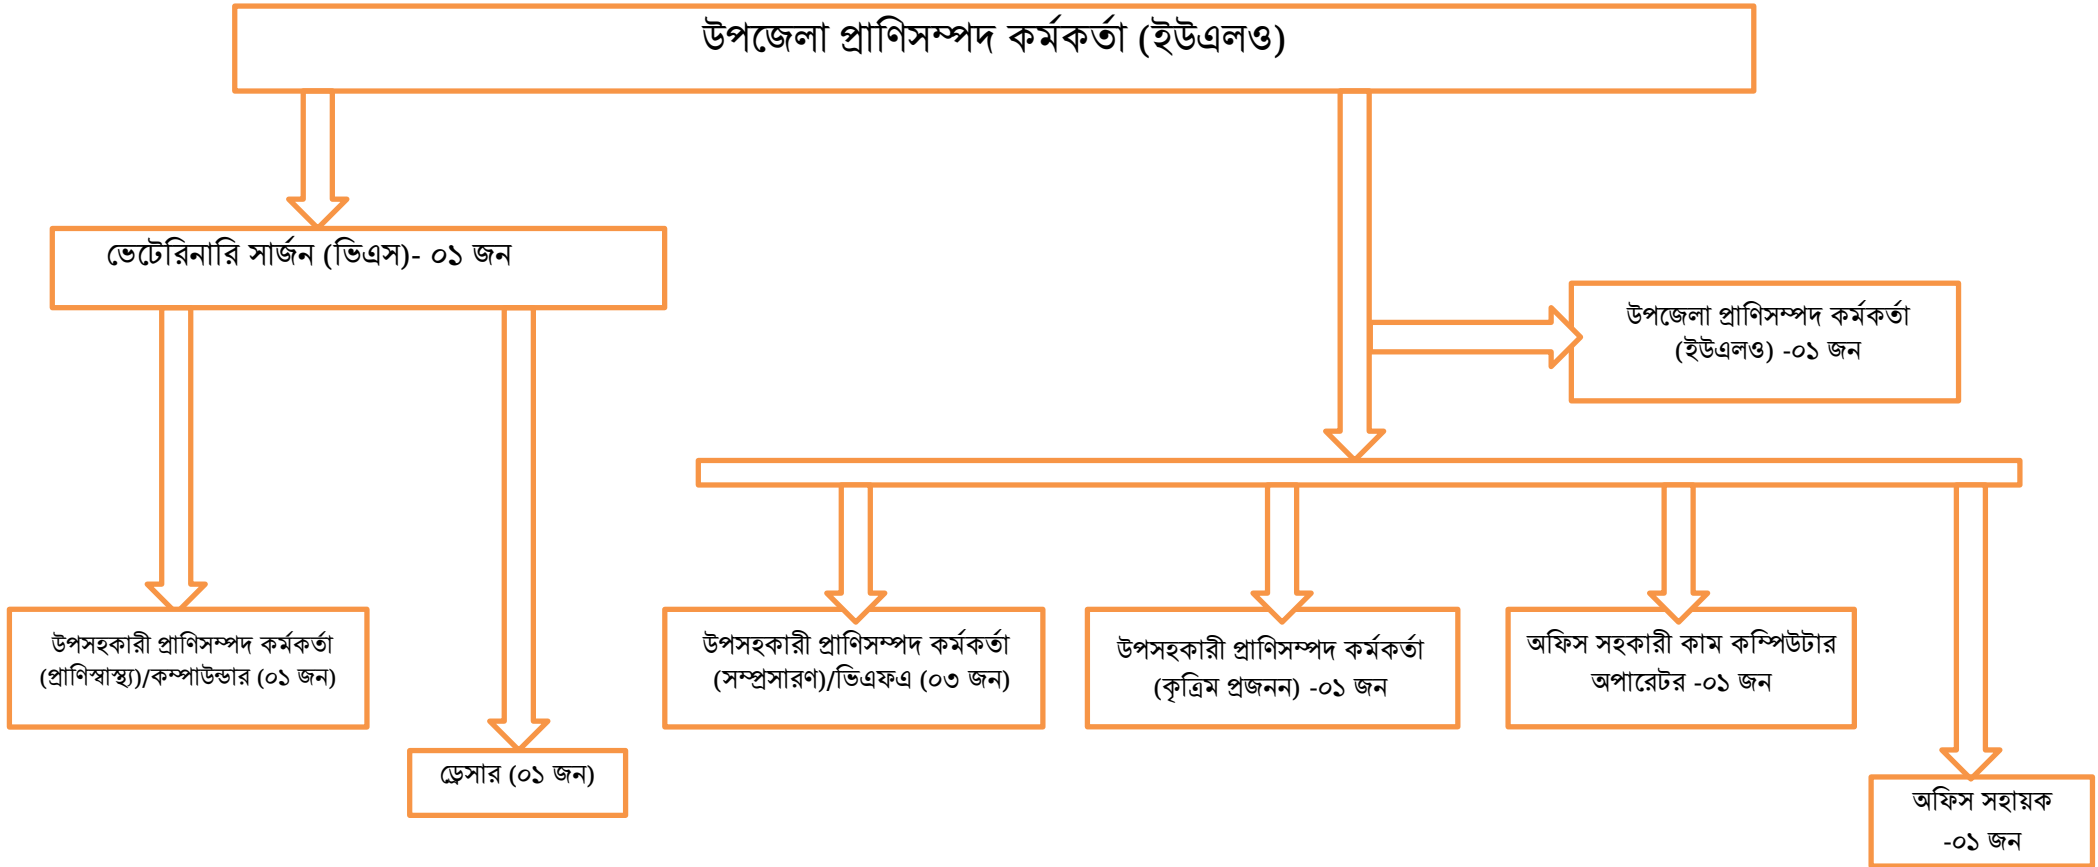 উপজেলা প্রাণিসম্পদ কর্মকর্তা (ইউএলও)
ভেটেরিনারি সার্জন (ভিএস)- ০১ জন
উপজেলা প্রাণিসম্পদ কর্মকর্তা
(ইউএলও) -০১ জন
উপসহকারী প্রাণিসম্পদ কর্মকর্তা
(প্রাণিস্বাস্থ্য)/কম্পাউন্ডার (০১ জন)
উপসহকারী প্রাণিসম্পদ কর্মকর্তা
(সম্প্রসারণ)/ভিএফএ (০৩ জন)
উপসহকারী প্রাণিসম্পদ কর্মকর্তা
(কৃত্রিম প্রজনন) -০১ জন
অফিস সহকারী কাম কম্পিউটার
অপারেটর -০১ জন
ড্রেসার (০১ জন)
অফিস সহায়ক
-০১ জন